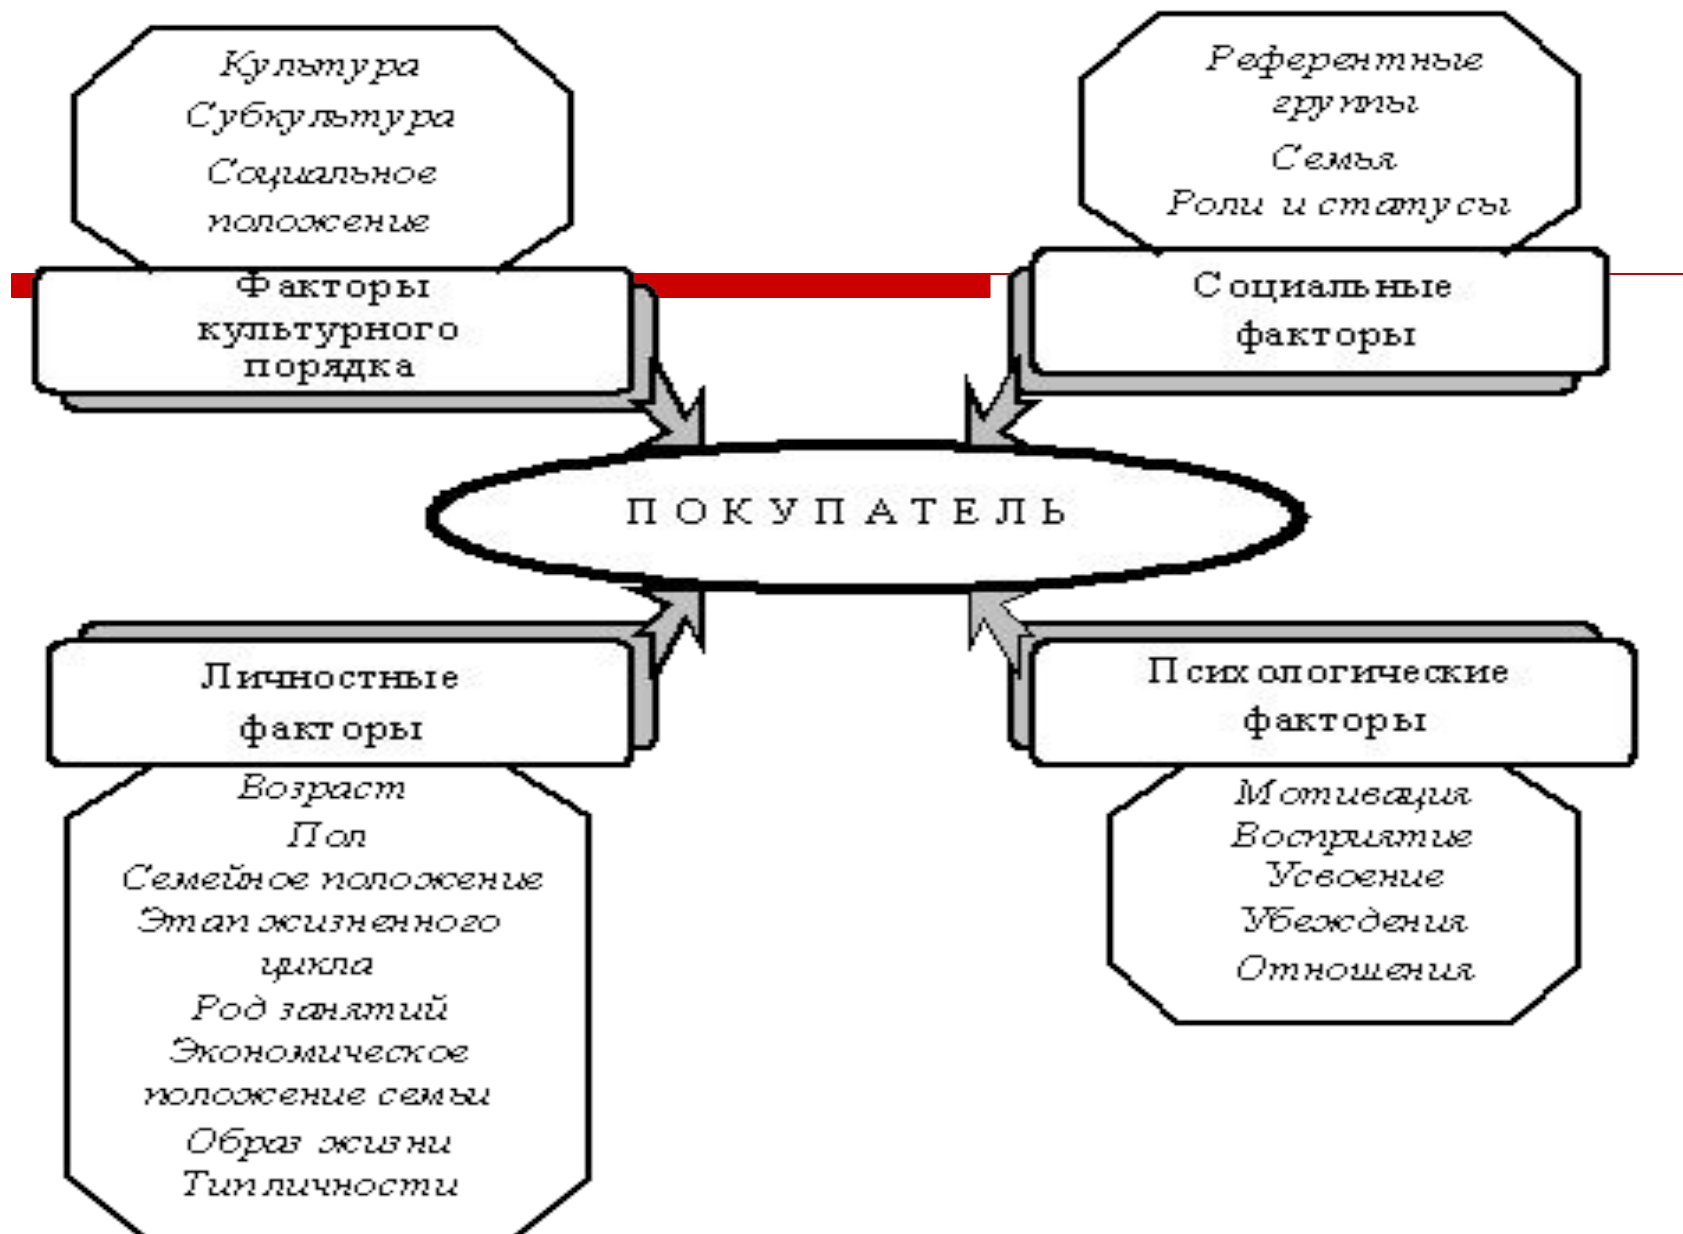 Культура
Субкультура
Социальное
положение
Факторы
культурного
порядка
Референтные
группы
Семья
Роли и статусы
Социальные
факторы
ПОКУПАТЕЛЬ
Личностные
факторы
Возраст
Пол
Семейное положение
Этап жизненного
цикла
Род занятий
Экономическое
положение семьи
Образ жизни
Тип личности
Психологические
факторы
Мотивация
Восприятие
Усвоение
Убеждения
Отношения